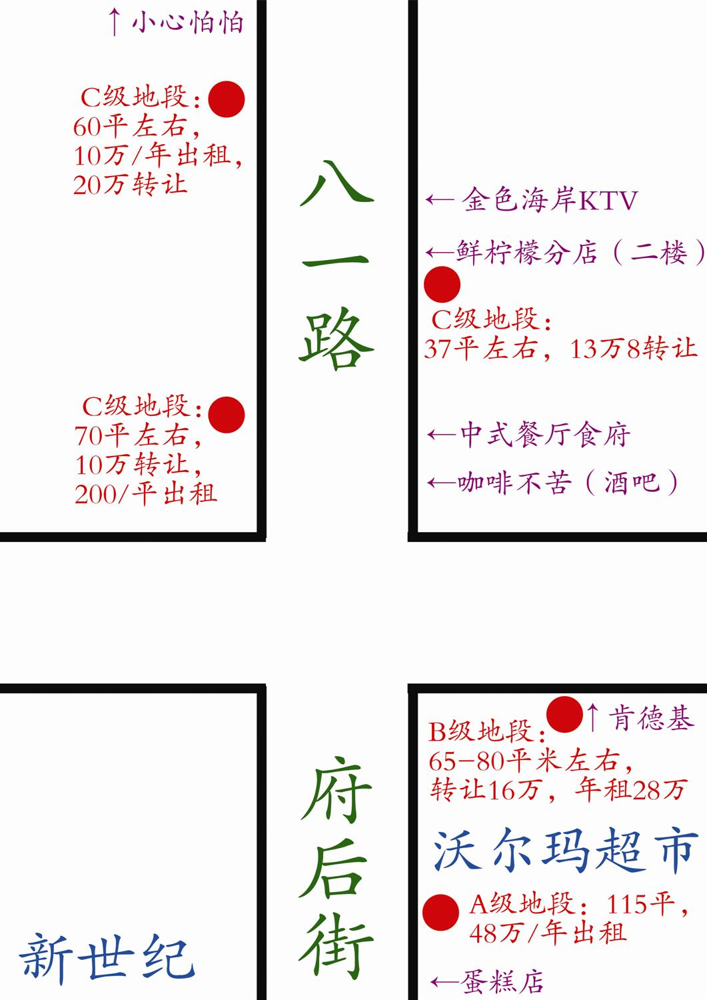 ↑小心怕怕
C级地段：
60平左右，
10万/年出租，
20万转让
八一路
←金色海岸KTV
←鲜柠檬分店（二楼）
C级地段：
37平左右，13万8转让
C级地段：
70平左右，
10万转让，
200/平出租
←中式餐厅食府
←咖啡不苦（酒吧）
府后街
新世纪
↑肯德基
B级地段：
65-80平米左右，
转让16万，年租28万
沃尔玛超市
A级地段：115平，
48万/年出租
←蛋糕店